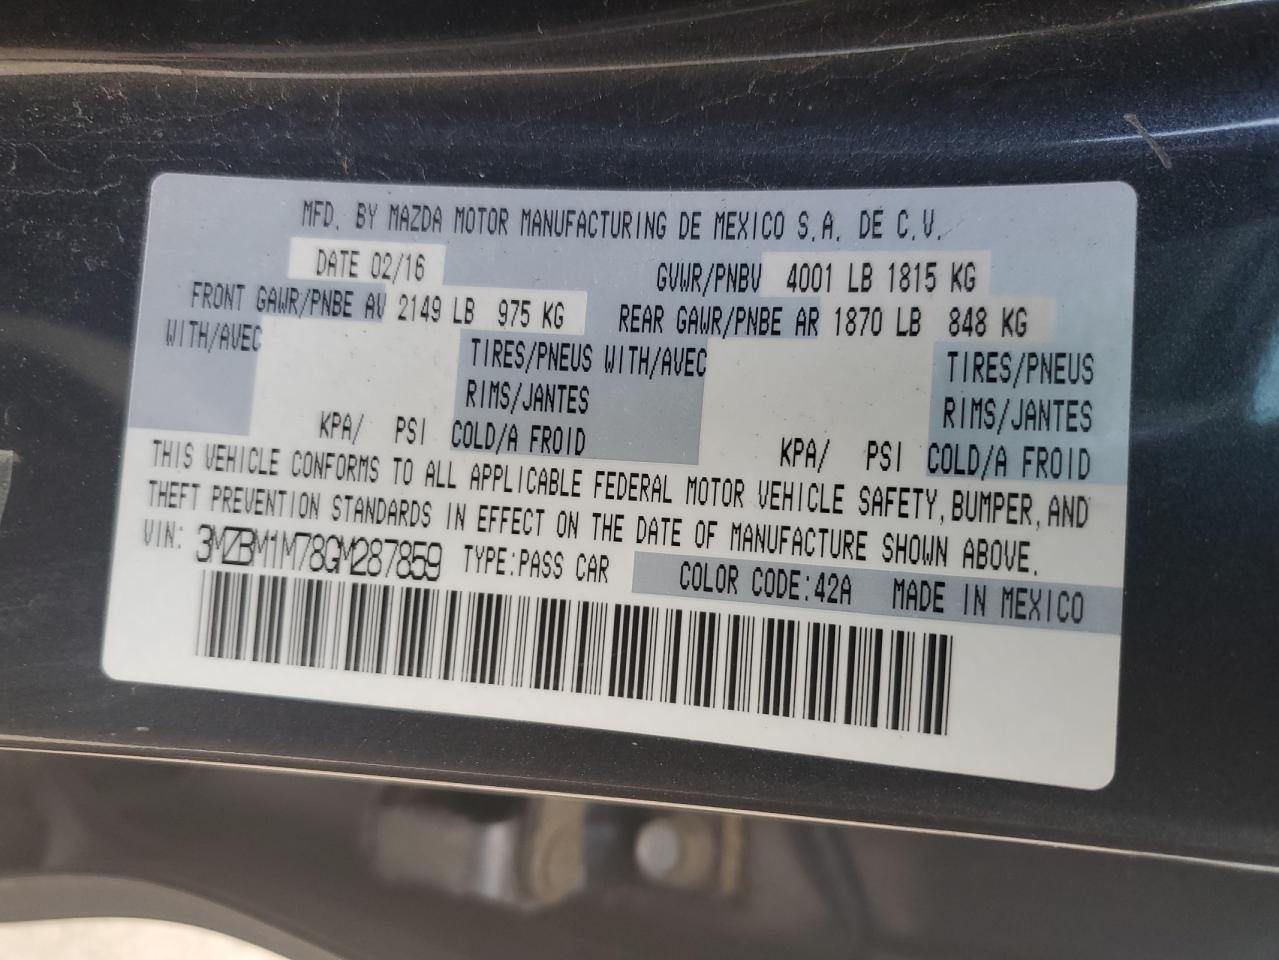 MFD. BY MAZDA MOTOR MANUFACTURING DE MEXICO S.A. DE C.V.
DATE 02/16 GVWR/PNBV 4001 LB 1815 KG
FRONT GAWR/PNBE AV 2149 LB 975 KG REAR GAWR/PNBE AR 1870 LB 848 KG
WITH/AVEC TIRES/PNEUS WITH/AVEC TIRES/PNEUS
RIMS/JANTES RIMS/JANTES
KPA/ PSI COLD/A FROID KPA/ PSI COLD/A FROID
THIS VEHICLE CONFORMS TO ALL APPLICABLE FEDERAL MOTOR VEHICLE SAFETY, BUMPER, AND
THEFT PREVENTION STANDARDS IN EFFECT ON THE DATE OF MANUFACTURE SHOWN ABOVE.
VIN: 3MZBM1M78GM287859 TYPE:PASS CAR COLOR CODE:42A MADE IN MEXICO